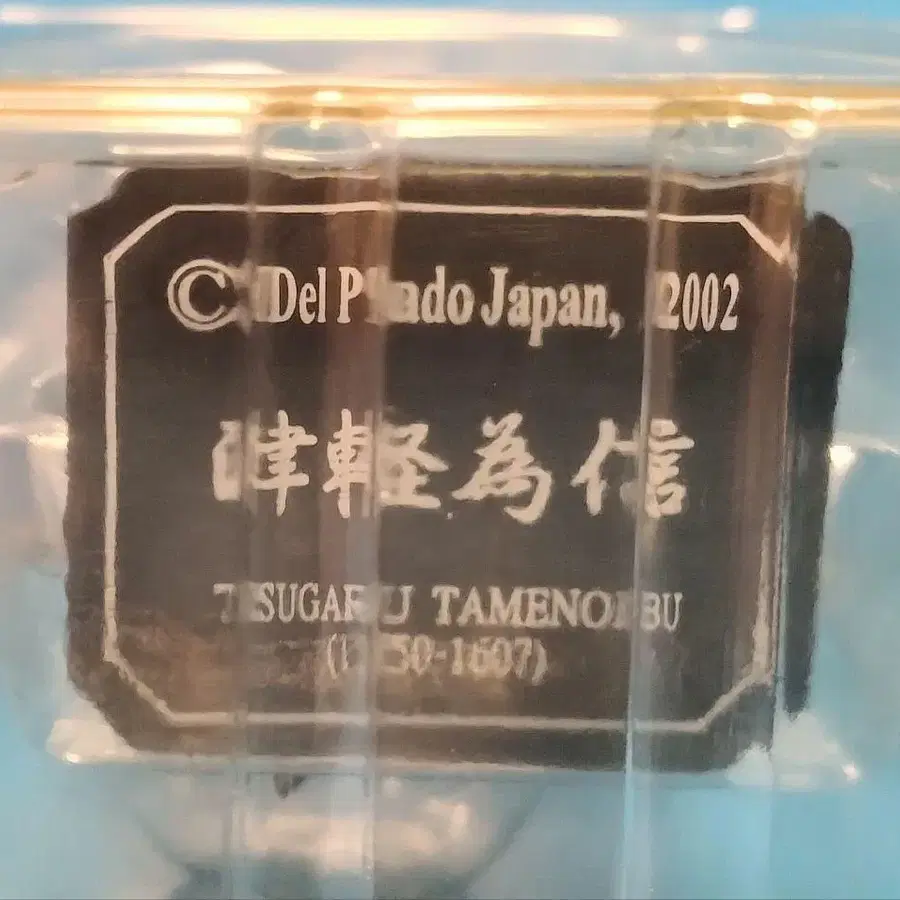 © Del Prado Japan, 2002
津軽為信
TSUGARU TAMENOBU
(1550-1607)